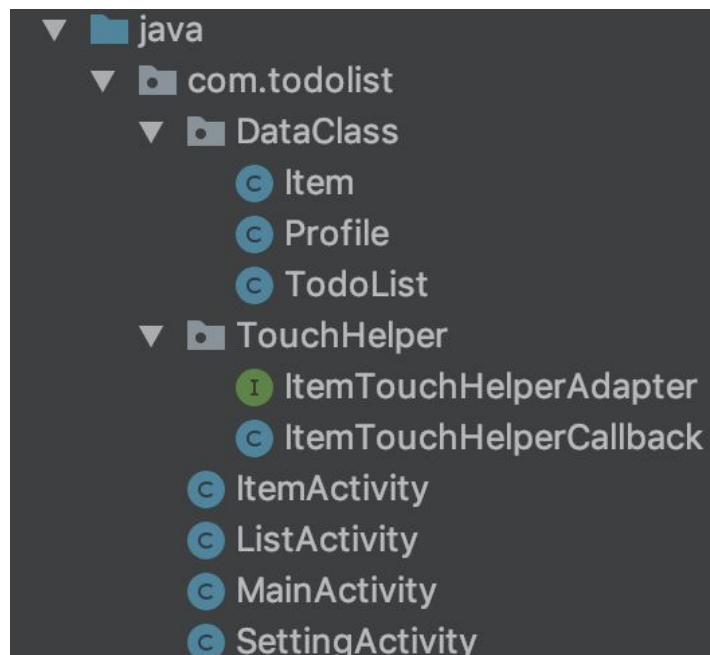 java
com.todolist
DataClass
C Item
C Profile
C TodoList
TouchHelper
I ItemTouchHelperAdapter
C ItemTouchHelperCallback
C ItemActivity
C ListActivity
C MainActivity
C SettingActivity